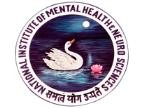 NATIONAL INSTITUTE OF MENTAL HEALTH & NEURO SCIENCES
समत्वं योग उच्यते